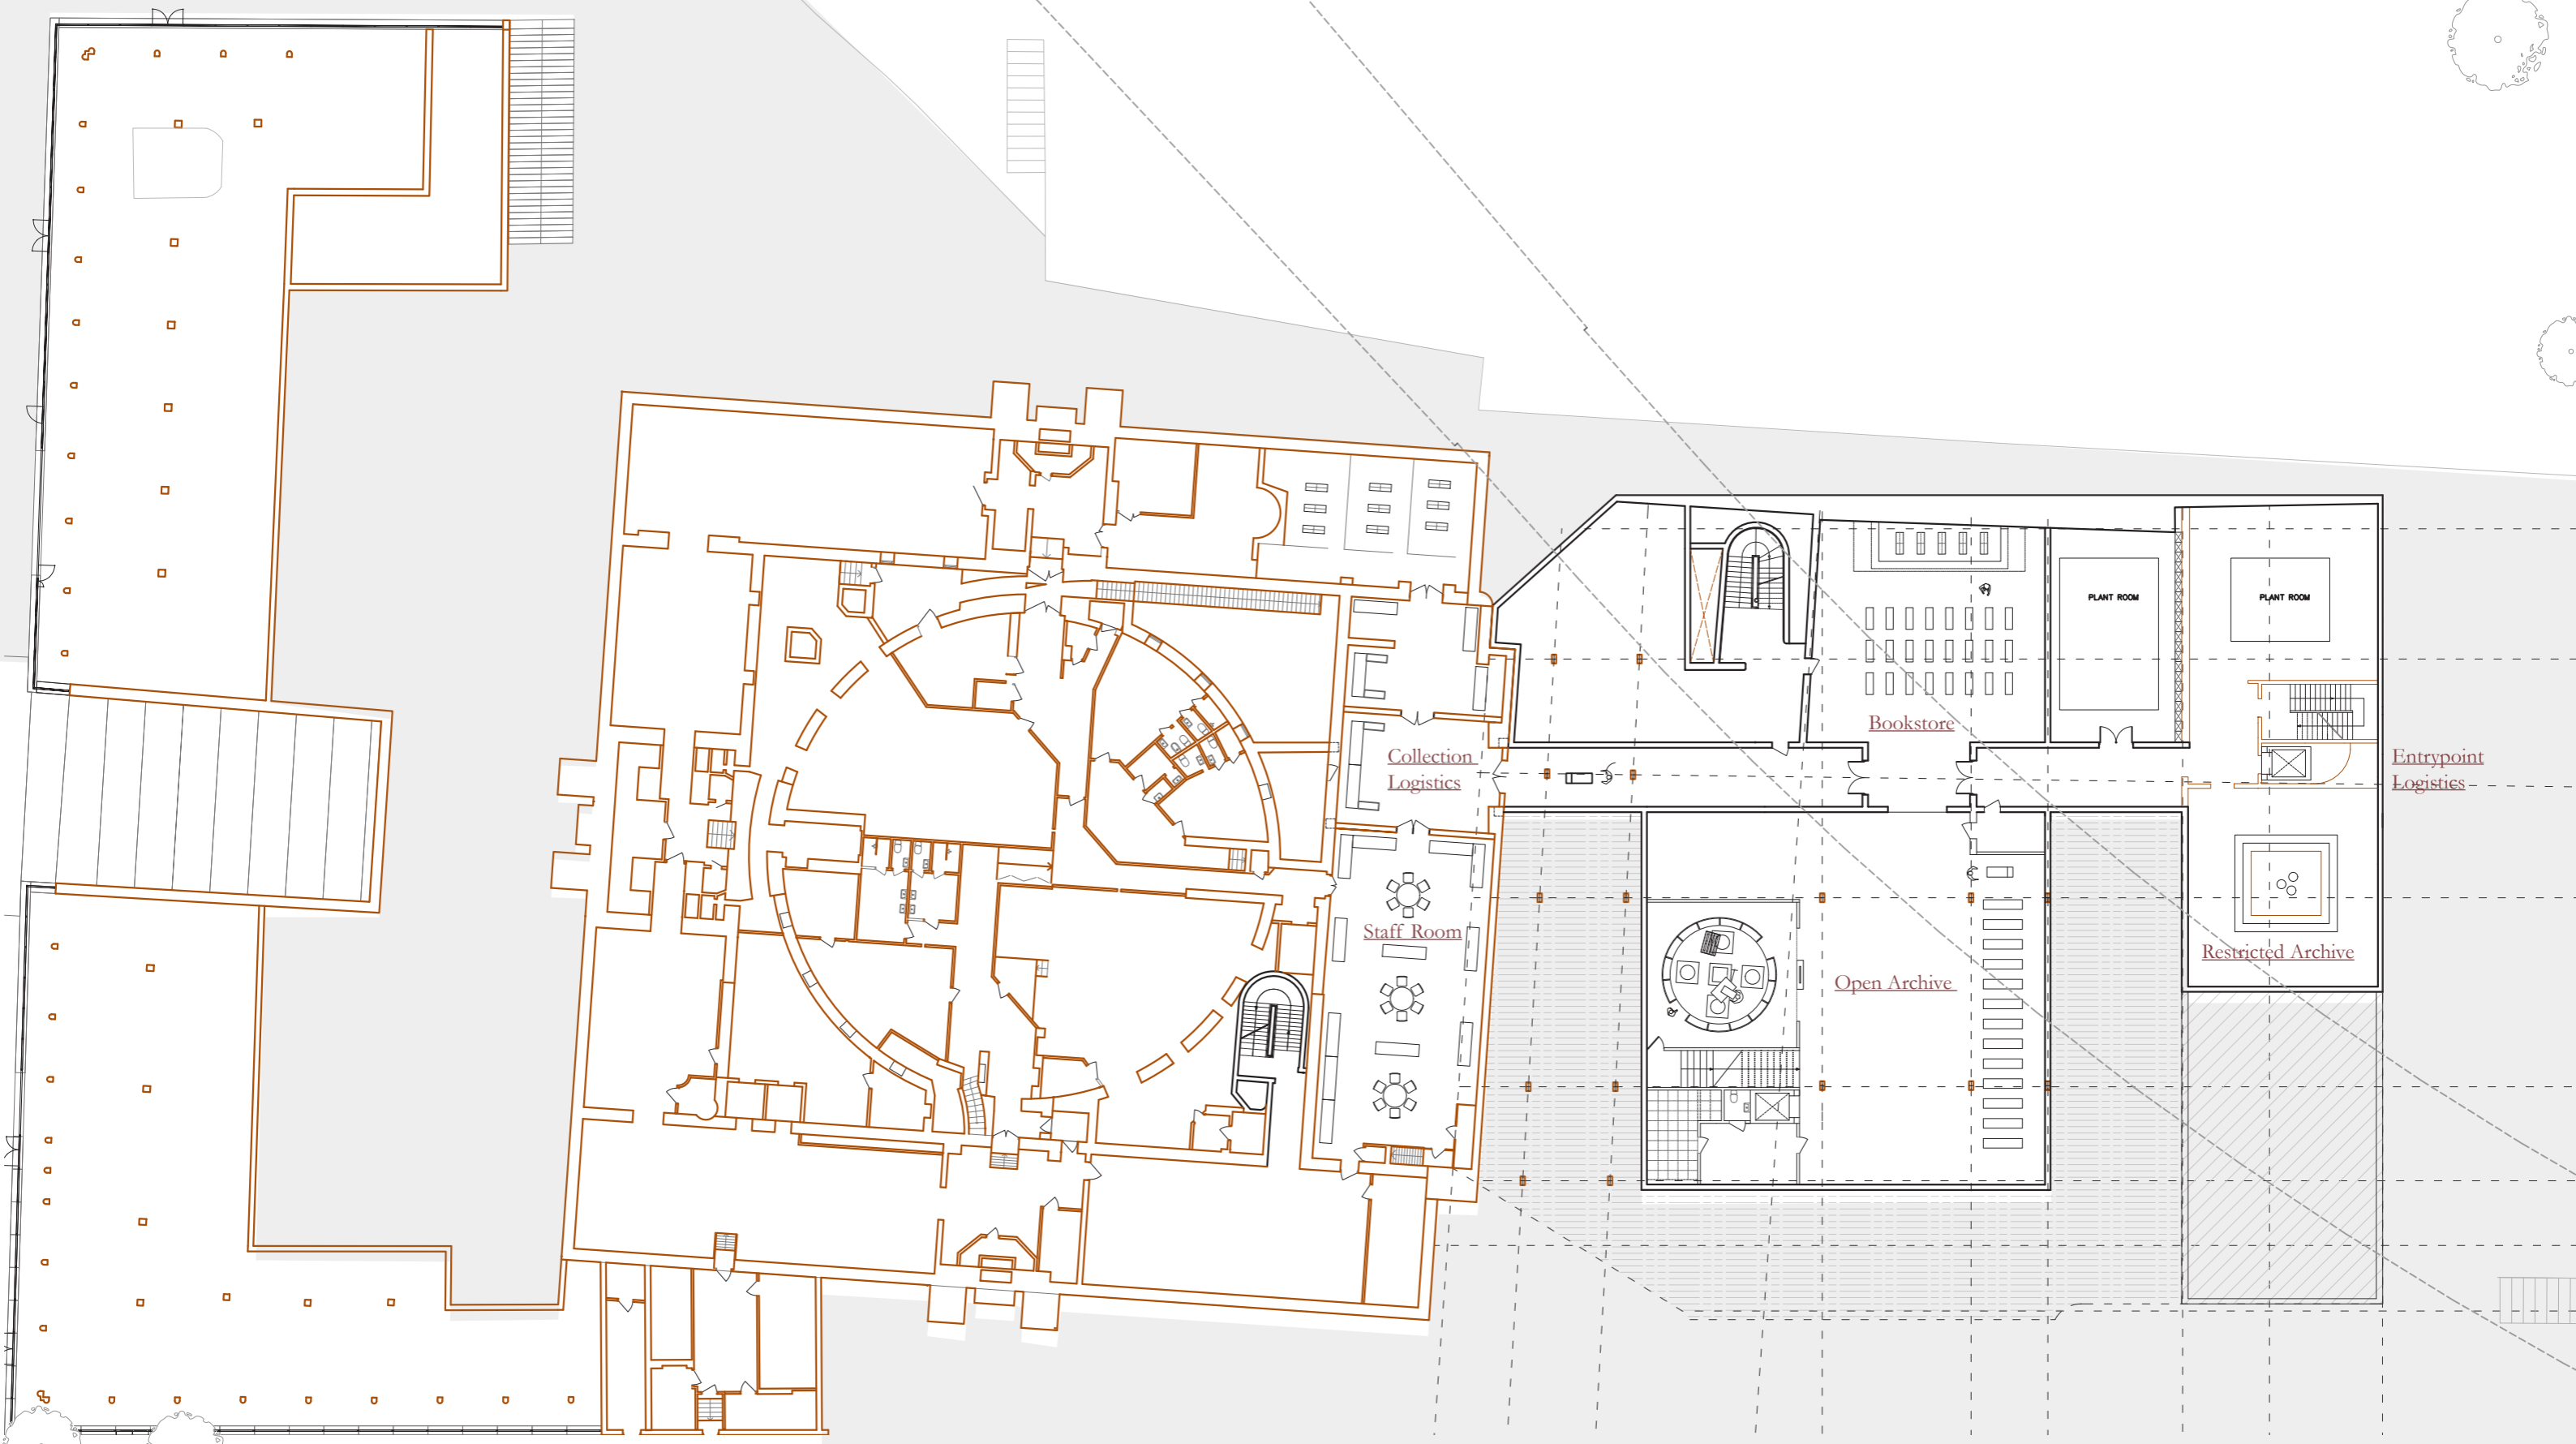 PLANT ROOM
PLANT ROOM
Bookstore
Collection
Logistics
Entrypoint
Logistics
Staff Room
Restricted Archive
Open Archive